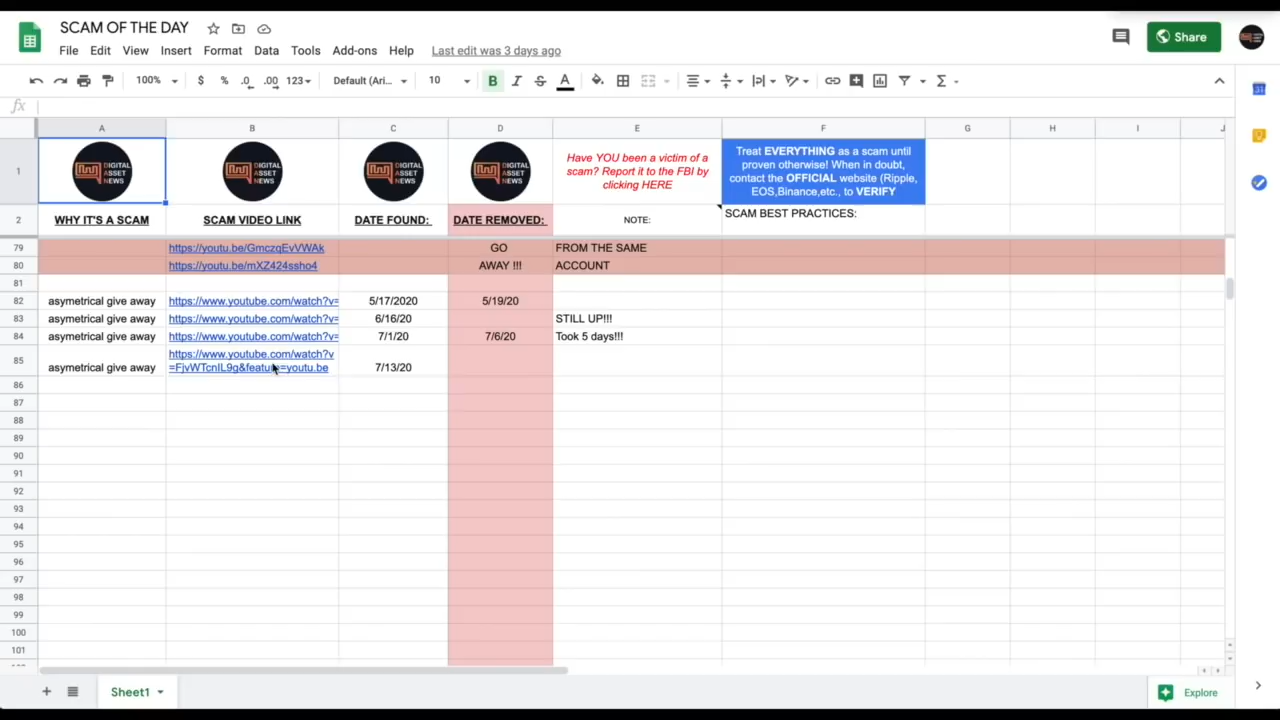 SCAM OF THE DAY
File Edit View Insert Format Data Tools Add-ons Help Last edit was 3 days ago
Share
100% $ % .0 .00 123 Default (Ari... 10 B I S A Σ
fx
A B C D E F G H I J
1
DIGITAL ASSET NEWS
DIGITAL ASSET NEWS
DIGITAL ASSET NEWS
DIGITAL ASSET NEWS
Have YOU been a victim of a
scam? Report it to the FBI by
clicking HERE
Treat EVERYTHING as a scam until
proven otherwise! When in doubt,
contact the OFFICIAL website (Ripple,
EOS,Binance,etc., to VERIFY
2 WHY IT'S A SCAM SCAM VIDEO LINK DATE FOUND: DATE REMOVED: NOTE: SCAM BEST PRACTICES:
79 https://youtu.be/GmczqEvVWAk GO FROM THE SAME
80 https://youtu.be/mXZ424ssho4 AWAY !!! ACCOUNT
81
82 asymetrical give away https://www.youtube.com/watch?v= 5/17/2020 5/19/20
83 asymetrical give away https://www.youtube.com/watch?v= 6/16/20 STILL UP!!!
84 asymetrical give away https://www.youtube.com/watch?v= 7/1/20 7/6/20 Took 5 days!!!
https://www.youtube.com/watch?v
85 asymetrical give away =FjvWTcnIL9g&feature=youtu.be 7/13/20
86
87
88
89
90
91
92
93
94
95
96
97
98
99
100
101
Sheet1
Explore